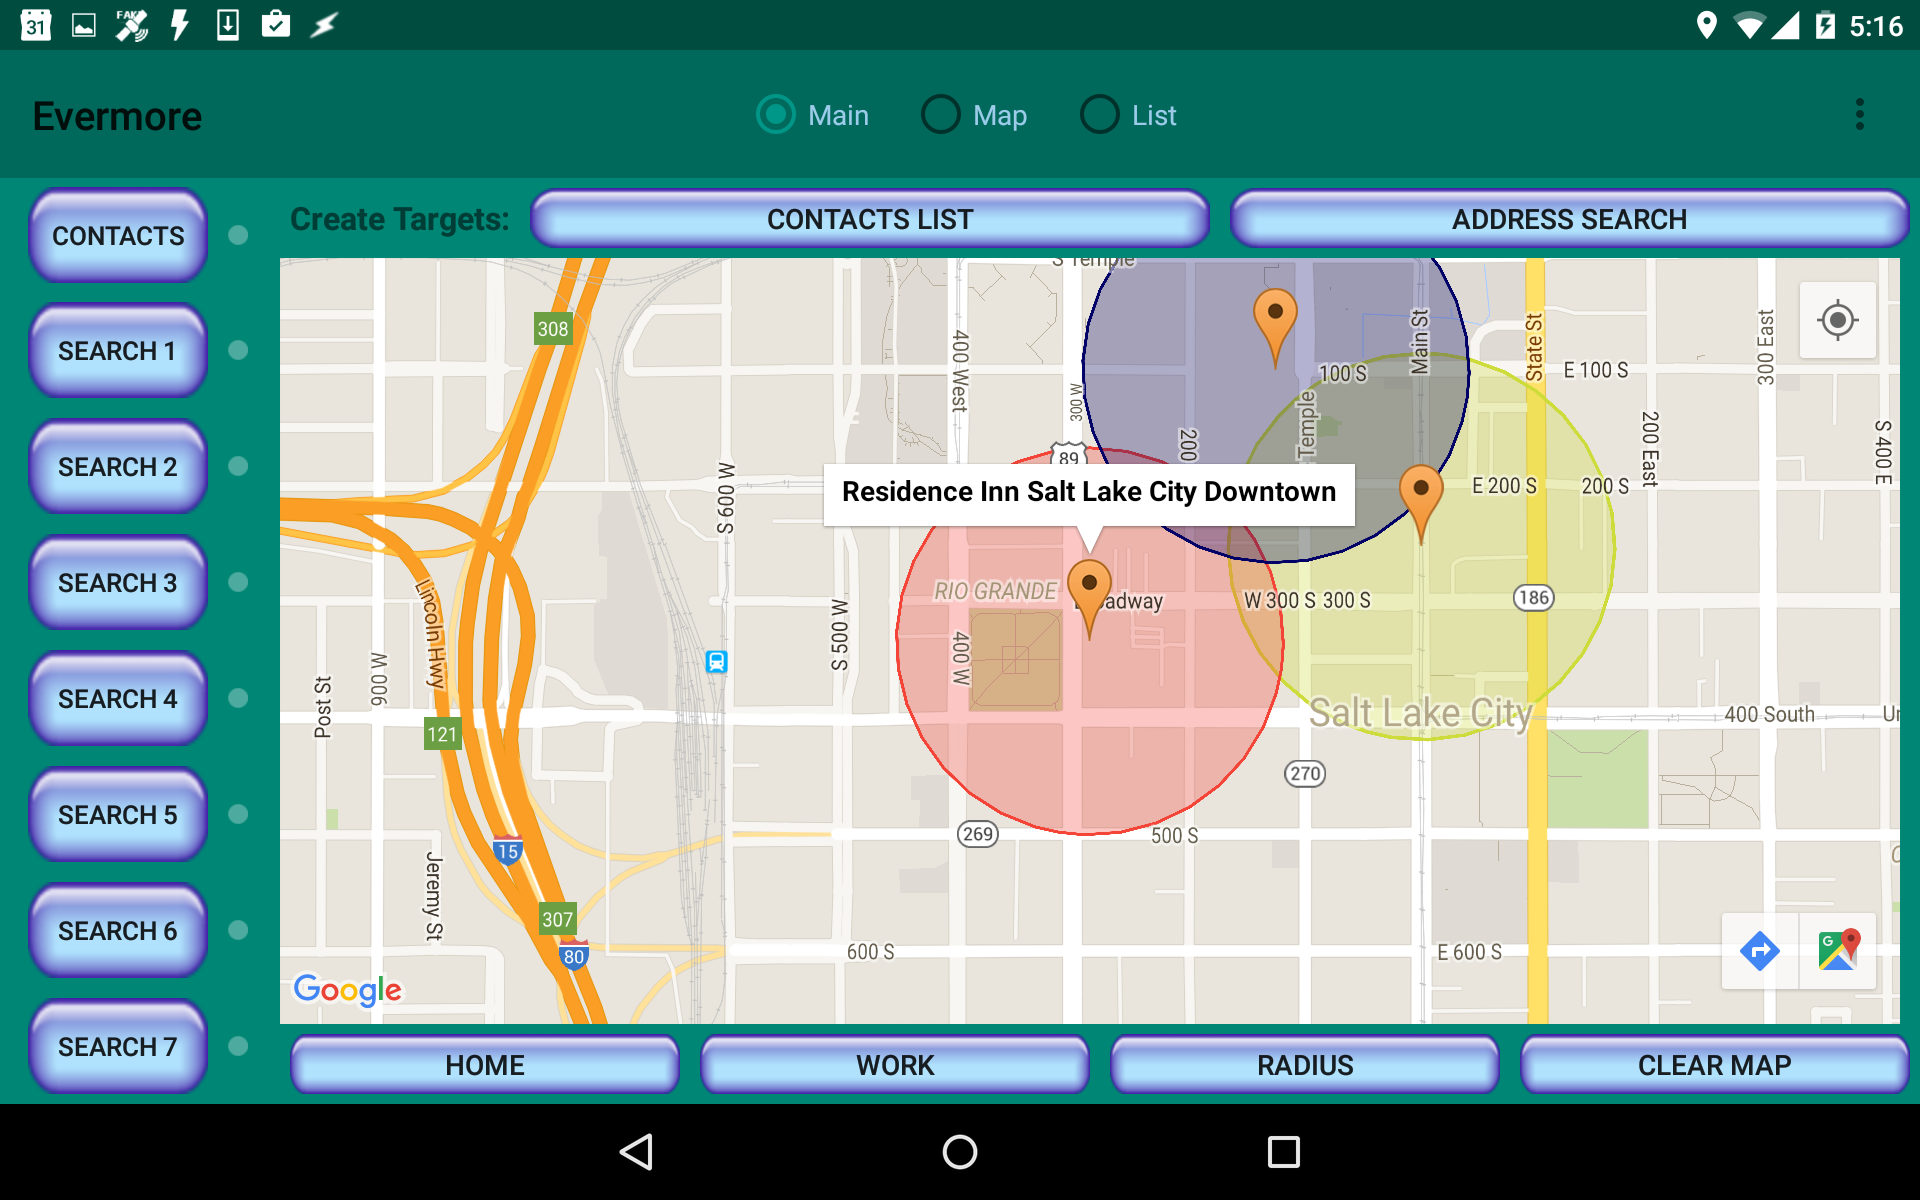 31
FAKE
5:16
Evermore
Main
Map
List
CONTACTS
SEARCH 1
SEARCH 2
SEARCH 3
SEARCH 4
SEARCH 5
SEARCH 6
SEARCH 7
Create Targets:
CONTACTS LIST
ADDRESS SEARCH
S Temple
308
400 West
300 W
100 S
Main St
State St
E 100 S
300 East
Temple
200
200 East
S 400 E
89
S 600 W
Residence Inn Salt Lake City Downtown
E 200 S
200 S
RIO GRANDE
W 300 S
300 S
186
Lincoln Hwy
S 500 W
400 W
900 W
Post St
Salt Lake City
400 South
121
270
269
500 S
15
Jeremy St
307
80
600 S
E 600 S
Google
G
HOME
WORK
RADIUS
CLEAR MAP